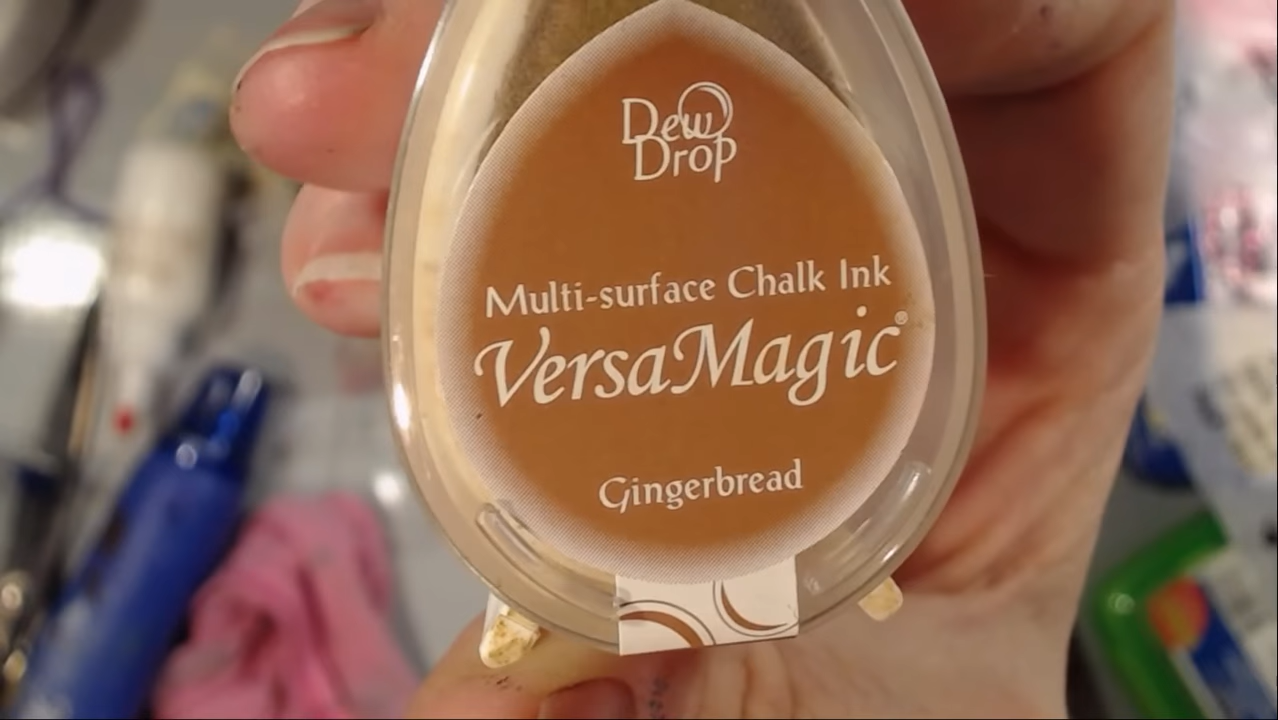 Dew
Drop
Multi-surface Chalk Ink
VersaMagic®
Gingerbread